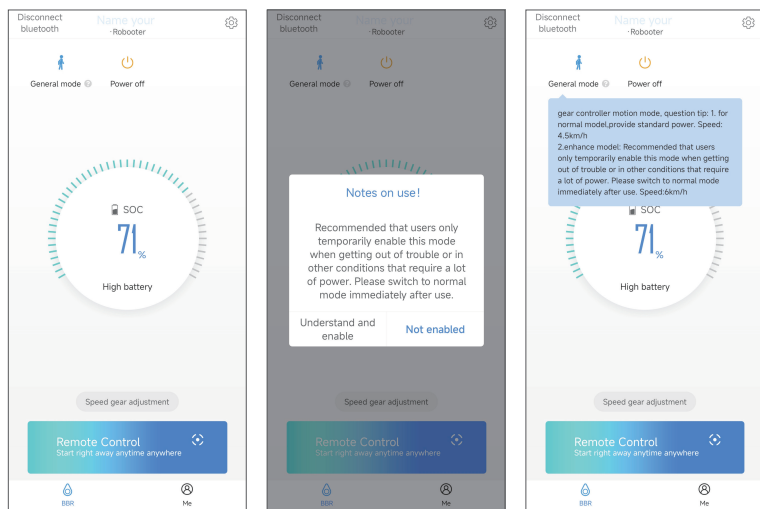 Disconnect
bluetooth
Name your
·Robooter
General mode
Power off
SOC
71%
High battery
Speed gear adjustment
Remote Control
Start right away anytime anywhere
BBR
Me
Disconnect
bluetooth
Name your
·Robooter
General mode
Power off
Notes on use!
Recommended that users only
temporarily enable this mode
when getting out of trouble or in
other conditions that require a lot
of power. Please switch to normal
mode immediately after use.
Understand and
enable
Not enabled
Speed gear adjustment
Remote Control
Start right away anytime anywhere
BBR
Me
Disconnect
bluetooth
Name your
·Robooter
General mode
Power off
gear controller motion mode, question tip: 1. for
normal model,provide standard power. Speed:
4.5km/h
2.enhance model: Recommended that users
only temporarily enable this mode when getting
out of trouble or in other conditions that require
a lot of power. Please switch to normal mode
immediately after use. Speed:6km/h
SOC
71%
High battery
Speed gear adjustment
Remote Control
Start right away anytime anywhere
BBR
Me